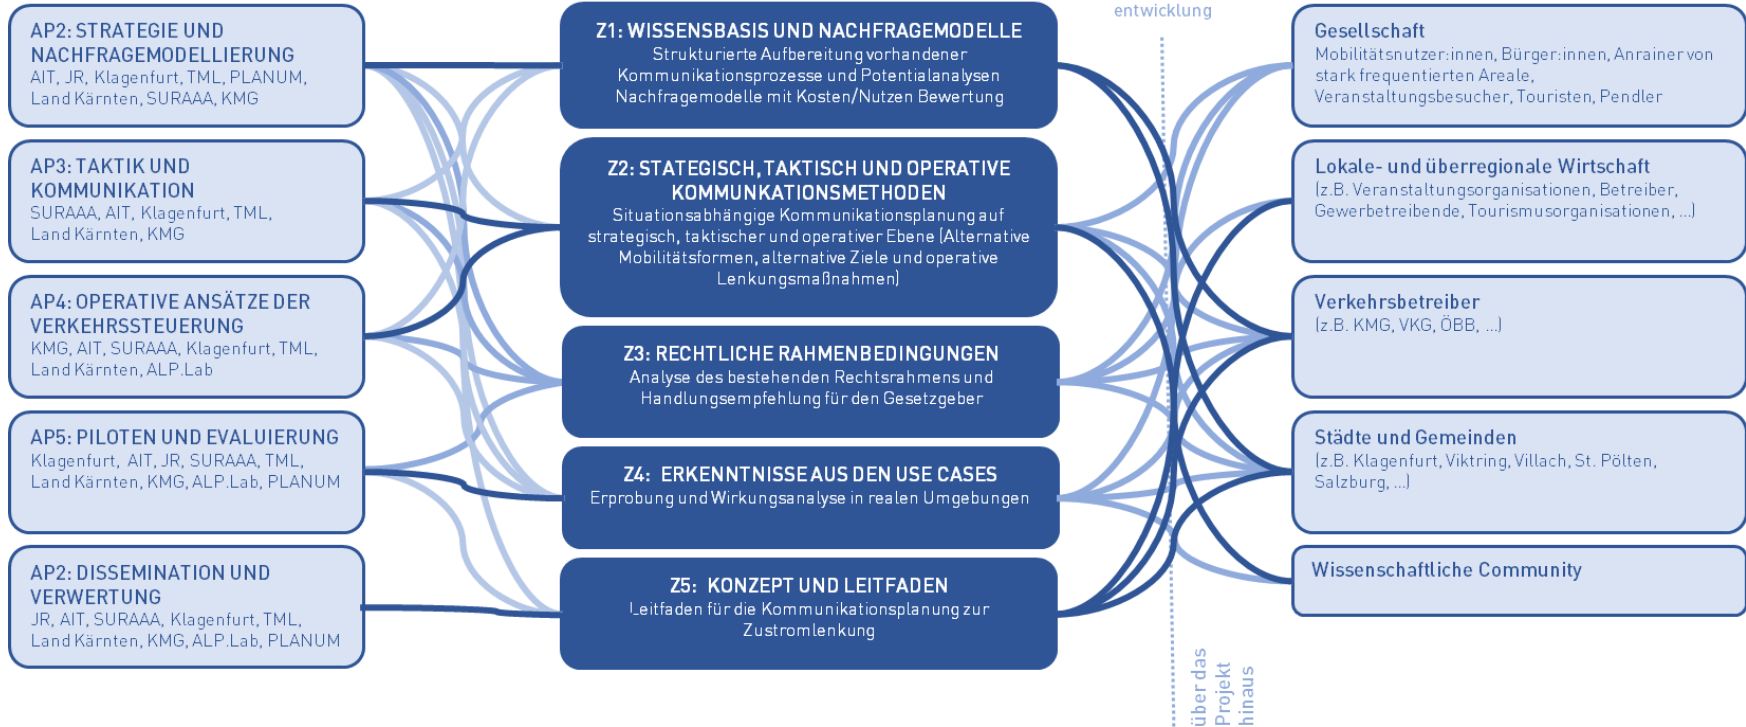 AP2: STRATEGIE UND
NACHFRAGEMODELLIERUNG
AIT, JR, Klagenfurt, TML, PLANUM,
Land Kärnten, SURAAA, KMG
AP3: TAKTIK UND
KOMMUNIKATION
SURAAA, AIT, Klagenfurt, TML,
Land Kärnten, KMG
AP4: OPERATIVE ANSÄTZE DER
VERKEHRSSTEUERUNG
KMG, AIT, SURAAA, Klagenfurt, TML,
Land Kärnten, ALP.Lab
AP5: PILOTEN UND EVALUIERUNG
Klagenfurt, AIT, JR, SURAAA, TML,
Land Kärnten, KMG, ALP.Lab, PLANUM
AP2: DISSEMINATION UND
VERWERTUNG
JR, AIT, SURAAA, Klagenfurt, TML,
Land Kärnten, KMG, ALP.Lab, PLANUM
Z1: WISSENSBASIS UND NACHFRAGEMODELLE
Strukturierte Aufbereitung vorhandener
Kommunikationsprozesse und Potentialanalysen
Nachfragemodelle mit Kosten/Nutzen Bewertung
Z2: STATEGISCH, TAKTISCH UND OPERATIVE
KOMMUNKATIONSMETHODEN
Situationsabhängige Kommunikationsplanung auf
strategisch, taktischer und operativer Ebene (Alternative
Mobilitätsformen, alternative Ziele und operative
Lenkungsmaßnahmen)
Z3: RECHTLICHE RAHMENBEDINGUNGEN
Analyse des bestehenden Rechtsrahmens und
Handlungsempfehlung für den Gesetzgeber
Z4: ERKENNTNISSE AUS DEN USE CASES
Erprobung und Wirkungsanalyse in realen Umgebungen
Z5: KONZEPT UND LEITFADEN
Leitfaden für die Kommunikationsplanung zur
Zustromlenkung
entwicklung
über das
Projekt
hinaus
Gesellschaft
Mobilitätsnutzer:innen, Bürger:innen, Anrainer von
stark frequentierten Areale,
Veranstaltungsbesucher, Touristen, Pendler
Lokale- und überregionale Wirtschaft
(z.B. Veranstaltungsorganisationen, Betreiber,
Gewerbetreibende, Tourismusorganisationen, ...)
Verkehrsbetreiber
(z.B. KMG, VKG, ÖBB, ...)
Städte und Gemeinden
(z.B. Klagenfurt, Viktring, Villach, St. Pölten,
Salzburg, ...)
Wissenschaftliche Community